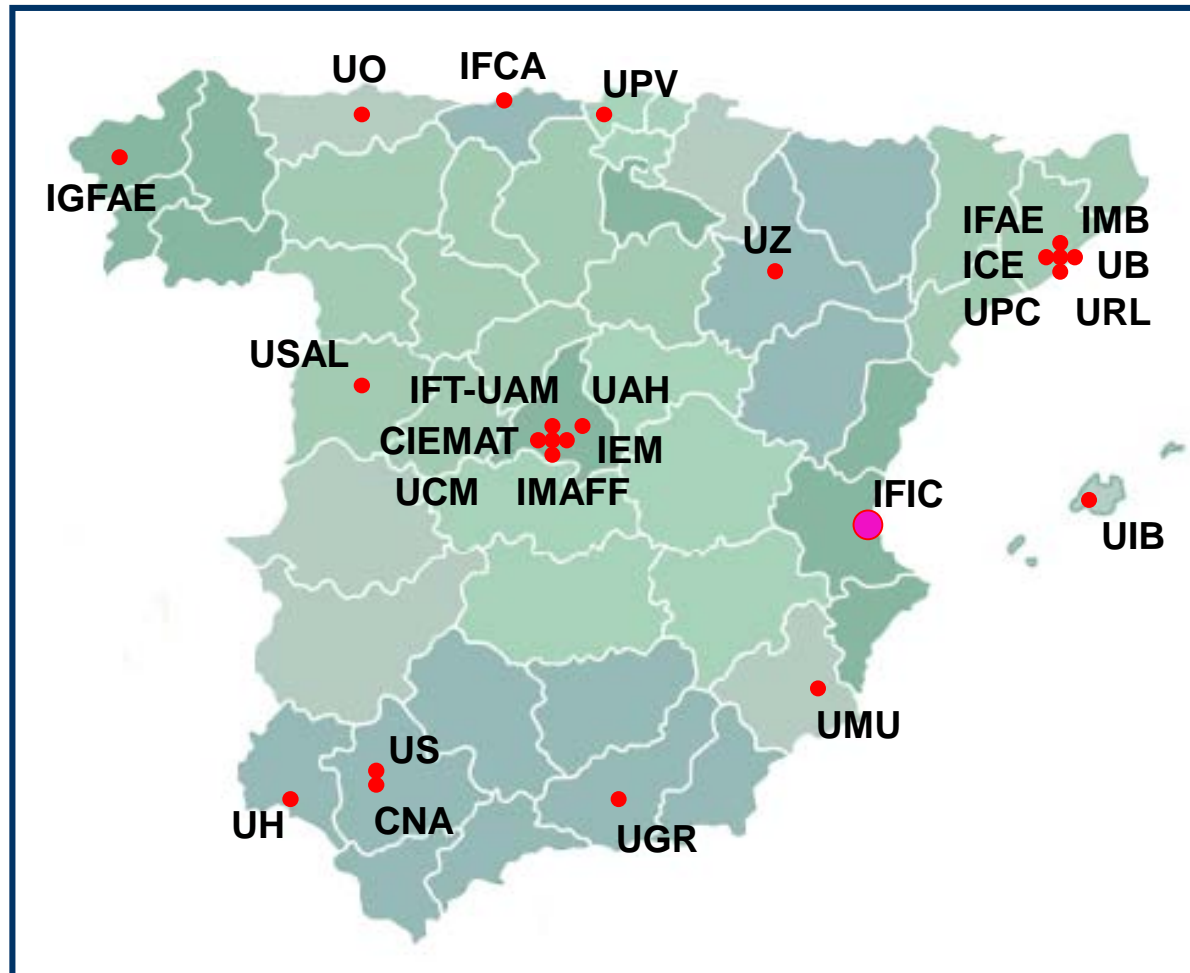 UO
IFCA
UPV
IGFAE
UZ
IFAE IMB
ICE UB
UPC URL
USAL
IFT-UAM UAH
CIEMAT IEM
UCM IMAFF
IFIC
UIB
UMU
US
CNA
UH
UGR